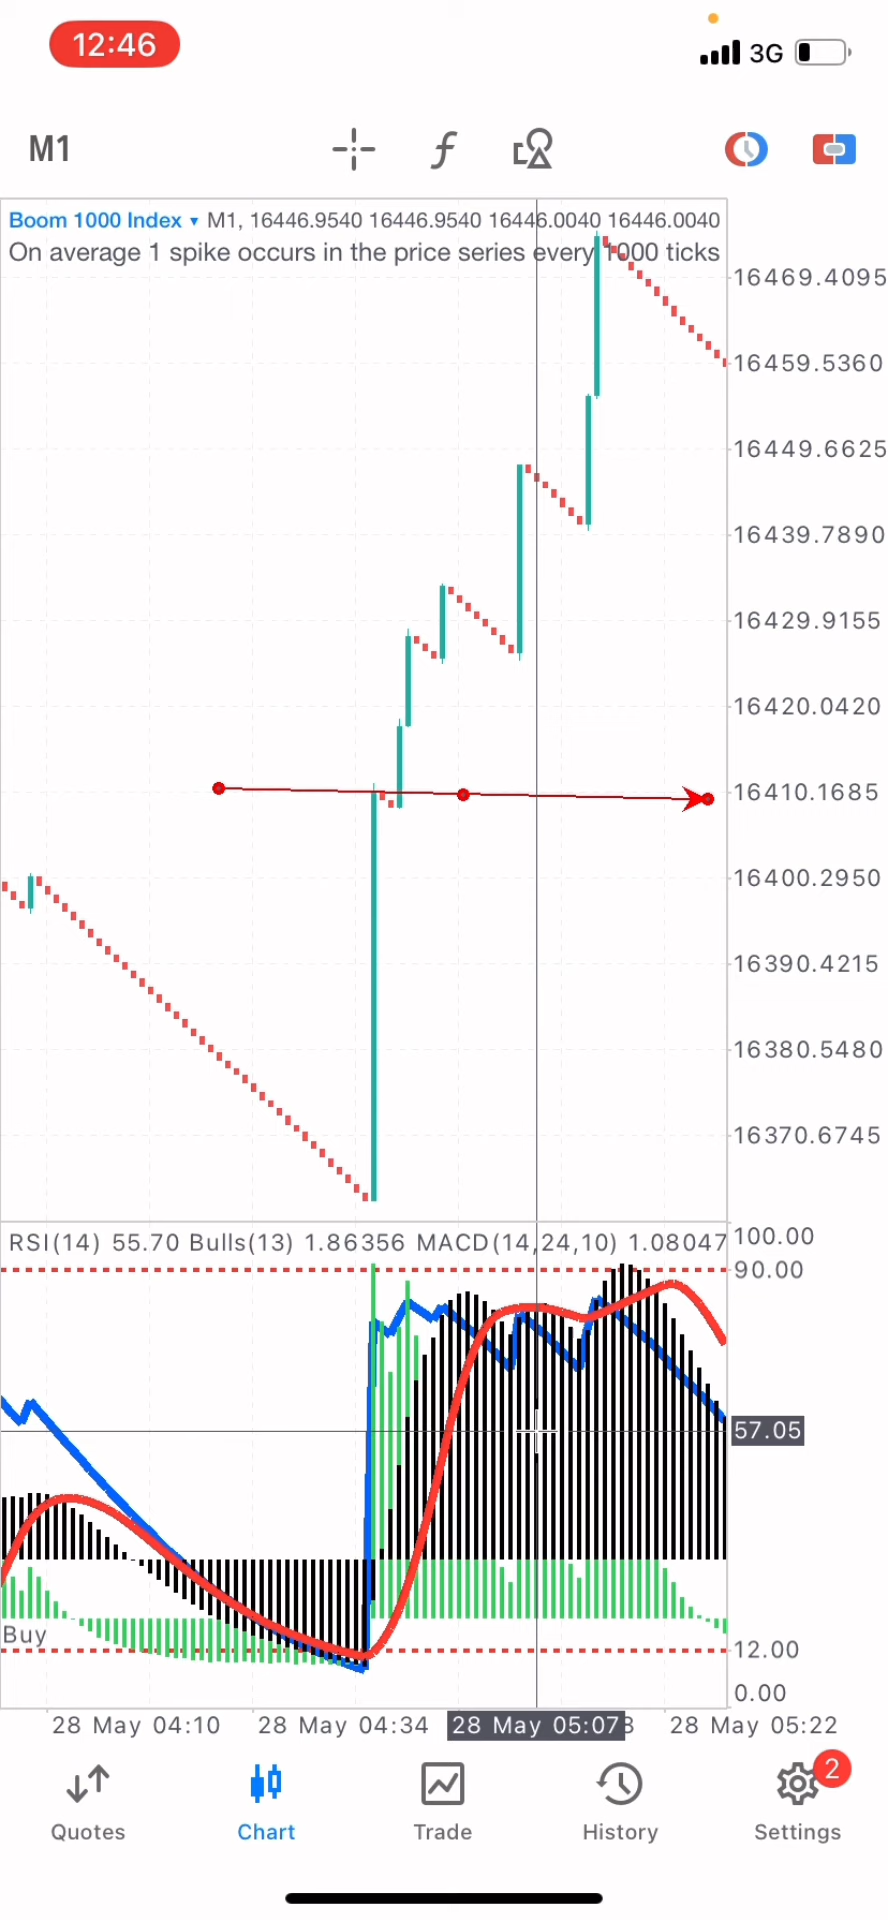 12:46
3G
M1
Boom 1000 Index ▾ M1, 16446.9540 16446.9540 16446.0040 16446.0040
On average 1 spike occurs in the price series every 1000 ticks
16469.4095
16459.5360
16449.6625
16439.7890
16429.9155
16420.0420
16410.1685
16400.2950
16390.4215
16380.5480
16370.6745
RSI(14) 55.70 Bulls(13) 1.86356 MACD(14,24,10) 1.08047
100.00
90.00
57.05
Buy
12.00
0.00
28 May 04:10 28 May 04:34 28 May 05:07 28 May 05:22
2
Quotes Chart Trade History Settings